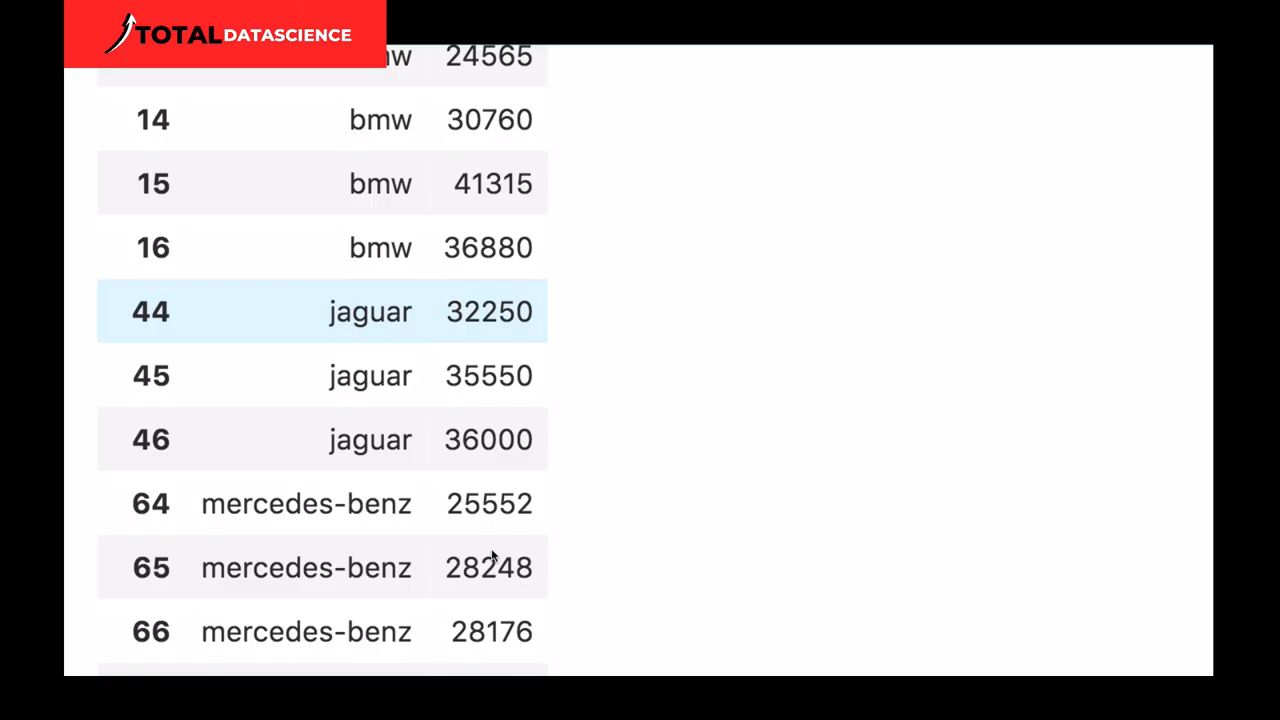 TOTAL DATASCIENCE
24565
14 bmw 30760
15 bmw 41315
16 bmw 36880
44 jaguar 32250
45 jaguar 35550
46 jaguar 36000
64 mercedes-benz 25552
65 mercedes-benz 28248
66 mercedes-benz 28176